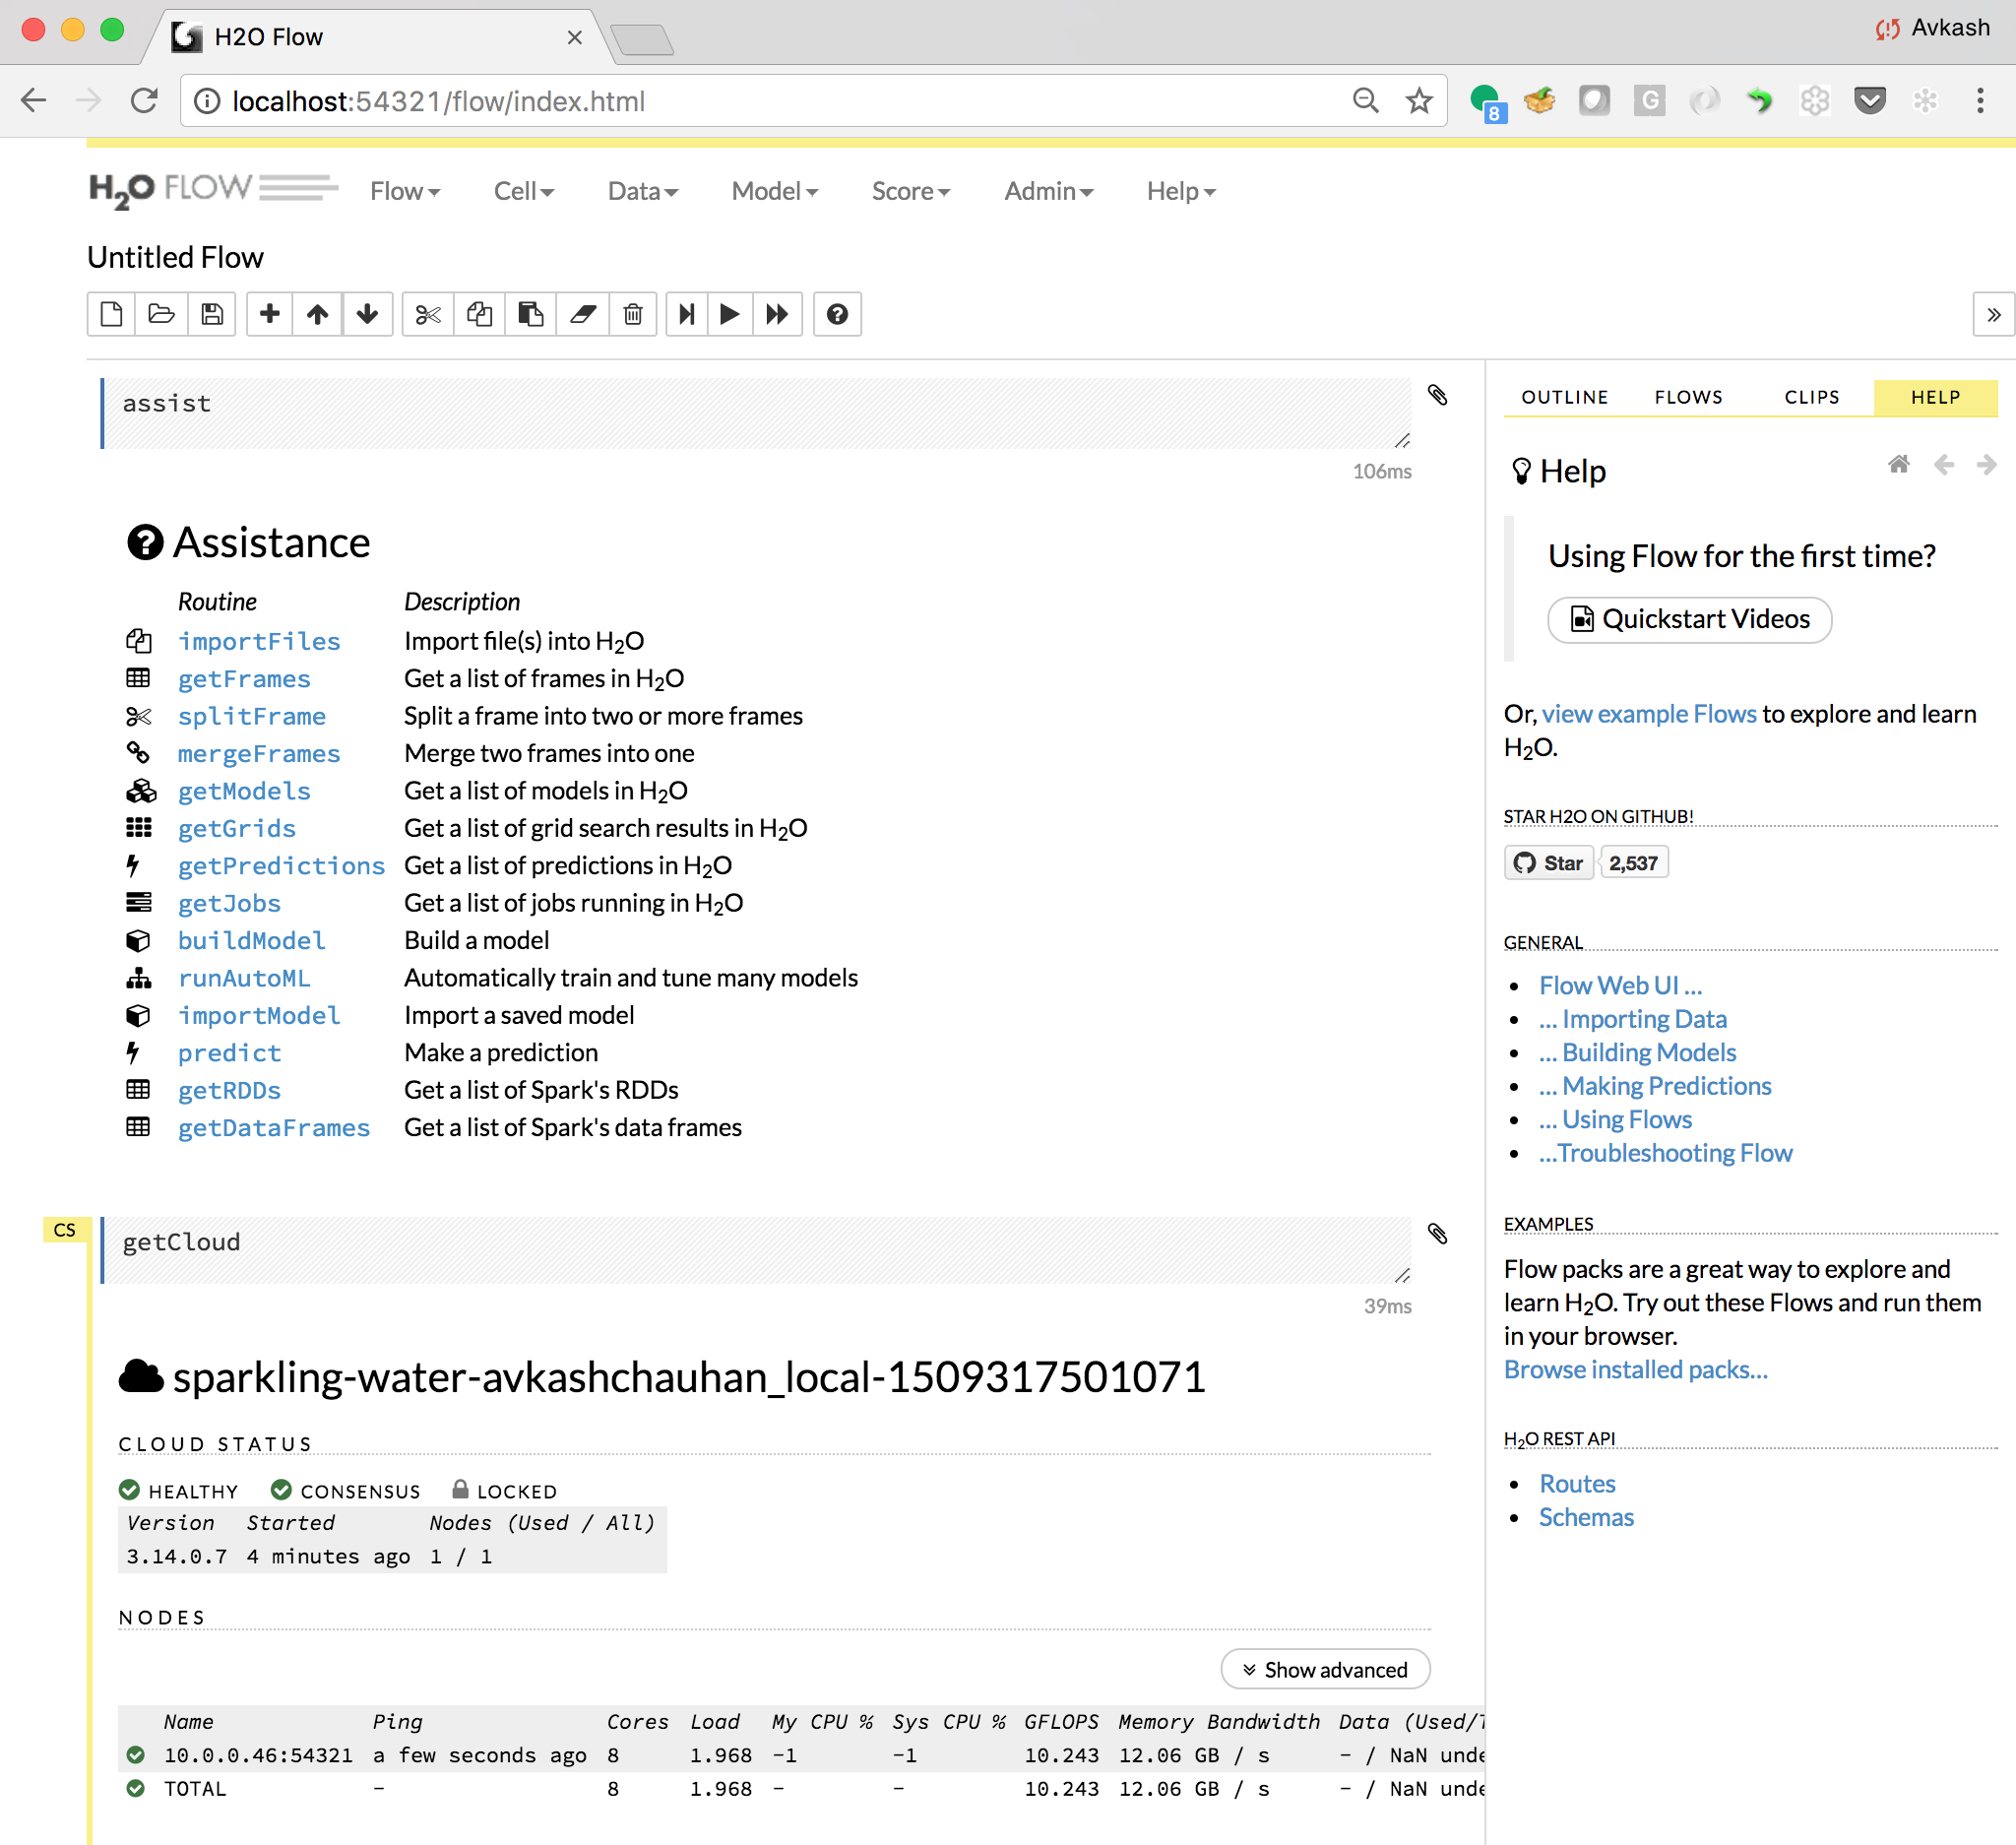 H2O Flow
Avkash
localhost:54321/flow/index.html
8
G
H2O FLOW
Flow Cell Data Model Score Admin Help
Untitled Flow
assist
106ms
Assistance
Routine Description
importFiles Import file(s) into H2O
getFrames Get a list of frames in H2O
splitFrame Split a frame into two or more frames
mergeFrames Merge two frames into one
getModels Get a list of models in H2O
getGrids Get a list of grid search results in H2O
getPredictions Get a list of predictions in H2O
getJobs Get a list of jobs running in H2O
buildModel Build a model
runAutoML Automatically train and tune many models
importModel Import a saved model
predict Make a prediction
getRDDs Get a list of Spark's RDDs
getDataFrames Get a list of Spark's data frames
CS
getCloud
39ms
sparkling-water-avkashchauhan_local-1509317501071
CLOUD STATUS
HEALTHY CONSENSUS LOCKED
Version Started Nodes (Used / All)
3.14.0.7 4 minutes ago 1 / 1
NODES
Show advanced
Name Ping Cores Load My CPU % Sys CPU % GFLOPS Memory Bandwidth Data (Used/T
10.0.0.46:54321 a few seconds ago 8 1.968 -1 -1 10.243 12.06 GB / s - / NaN unde
TOTAL - 8 1.968 - - 10.243 12.06 GB / s - / NaN unde
OUTLINE FLOWS CLIPS HELP
Help
Using Flow for the first time?
Quickstart Videos
Or, view example Flows to explore and learn
H2O.
STAR H2O ON GITHUB!
Star 2,537
GENERAL
Flow Web UI ...
... Importing Data
... Building Models
... Making Predictions
... Using Flows
...Troubleshooting Flow
EXAMPLES
Flow packs are a great way to explore and
learn H2O. Try out these Flows and run them
in your browser.
Browse installed packs...
H2O REST API
Routes
Schemas